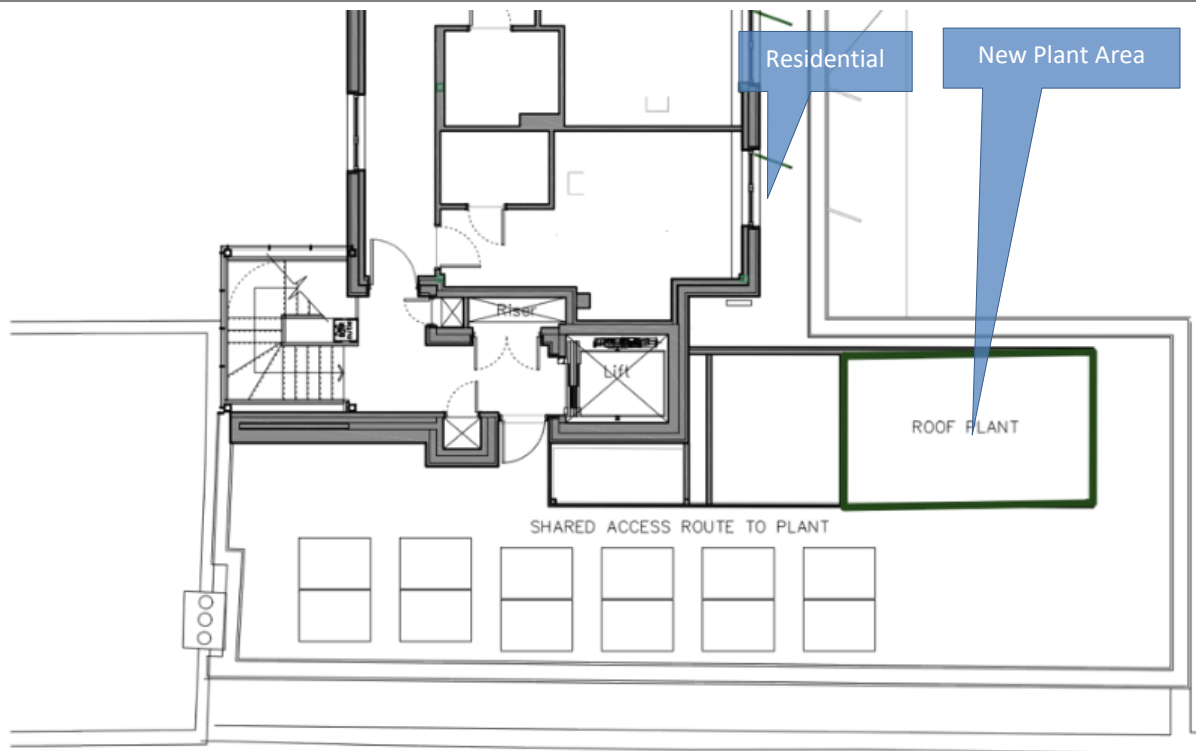 Residential
New Plant Area
Riser
Lift
ROOF PLANT
SHARED ACCESS ROUTE TO PLANT